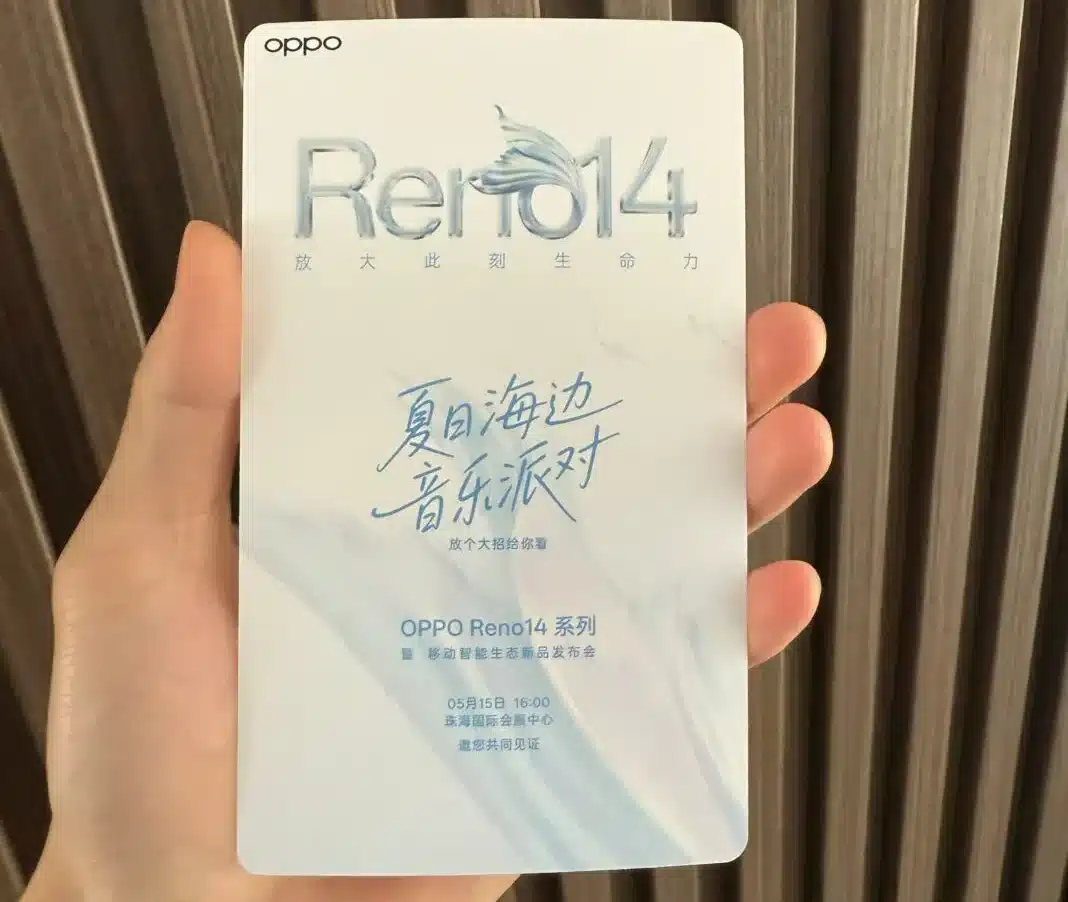 oppo
Reno14
放大此刻生命力
夏日海边
音乐派对
放个大招给你看
OPPO Reno14 系列
暨 移动智能生态新品发布会
05月15日 16:00
珠海国际会展中心
邀您共同见证